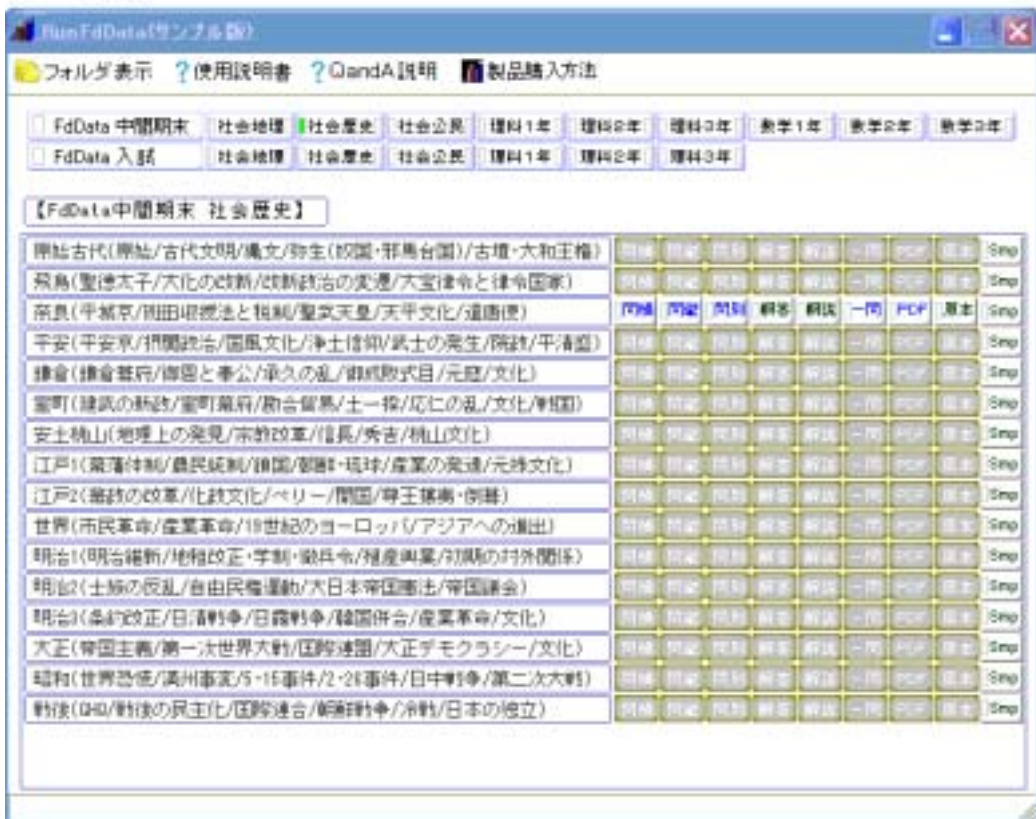 RunFdData(サンプル版)
フォルダ表示 ?使用説明書 ?QandA説明 製品購入方法
FdData 中間期末 社会地理 社会歴史 社会公民 理科1年 理科2年 理科3年 数学1年 数学2年 数学3年
FdData 入試 社会地理 社会歴史 社会公民 理科1年 理科2年 理科3年
【FdData中間期末 社会歴史】
原始古代(原始/古代文明/縄文/弥生(奴国・邪馬台国)/古墳・大和王権) Smp
飛鳥(聖徳太子/大化の改新/改新政治の変遷/大宝律令と律令国家) Smp
奈良(平城京/班田収授法と税制/聖武天皇/天平文化/遣唐使) 問横 問縦 問別 解答 解説 一問 PDF 原本 Smp
平安(平安京/摂関政治/国風文化/浄土信仰/武士の発生/院政/平清盛) Smp
鎌倉(鎌倉幕府/御恩と奉公/承久の乱/御成敗式目/元寇/文化) Smp
室町(建武の新政/室町幕府/勘合貿易/土一揆/応仁の乱/文化/戦国) Smp
安土桃山(地理上の発見/宗教改革/信長/秀吉/桃山文化) Smp
江戸1(幕藩体制/農民統制/鎖国/朝鮮・琉球/産業の発達/元禄文化) Smp
江戸2(幕政の改革/化政文化/ペリー/開国/尊王攘夷・倒幕) Smp
世界(市民革命/産業革命/19世紀のヨーロッパ/アジアへの進出) Smp
明治1(明治維新/地租改正・学制・徴兵令/殖産興業/初期の対外関係) Smp
明治2(士族の反乱/自由民権運動/大日本帝国憲法/帝国議会) Smp
明治3(条約改正/日清戦争/日露戦争/韓国併合/産業革命/文化) Smp
大正(帝国主義/第一次世界大戦/国際連盟/大正デモクラシー/文化) Smp
昭和(世界恐慌/満州事変/5・15事件/2・26事件/日中戦争/第二次大戦) Smp
戦後(GHQ/戦後の民主化/国際連合/朝鮮戦争/冷戦/日本の独立) Smp